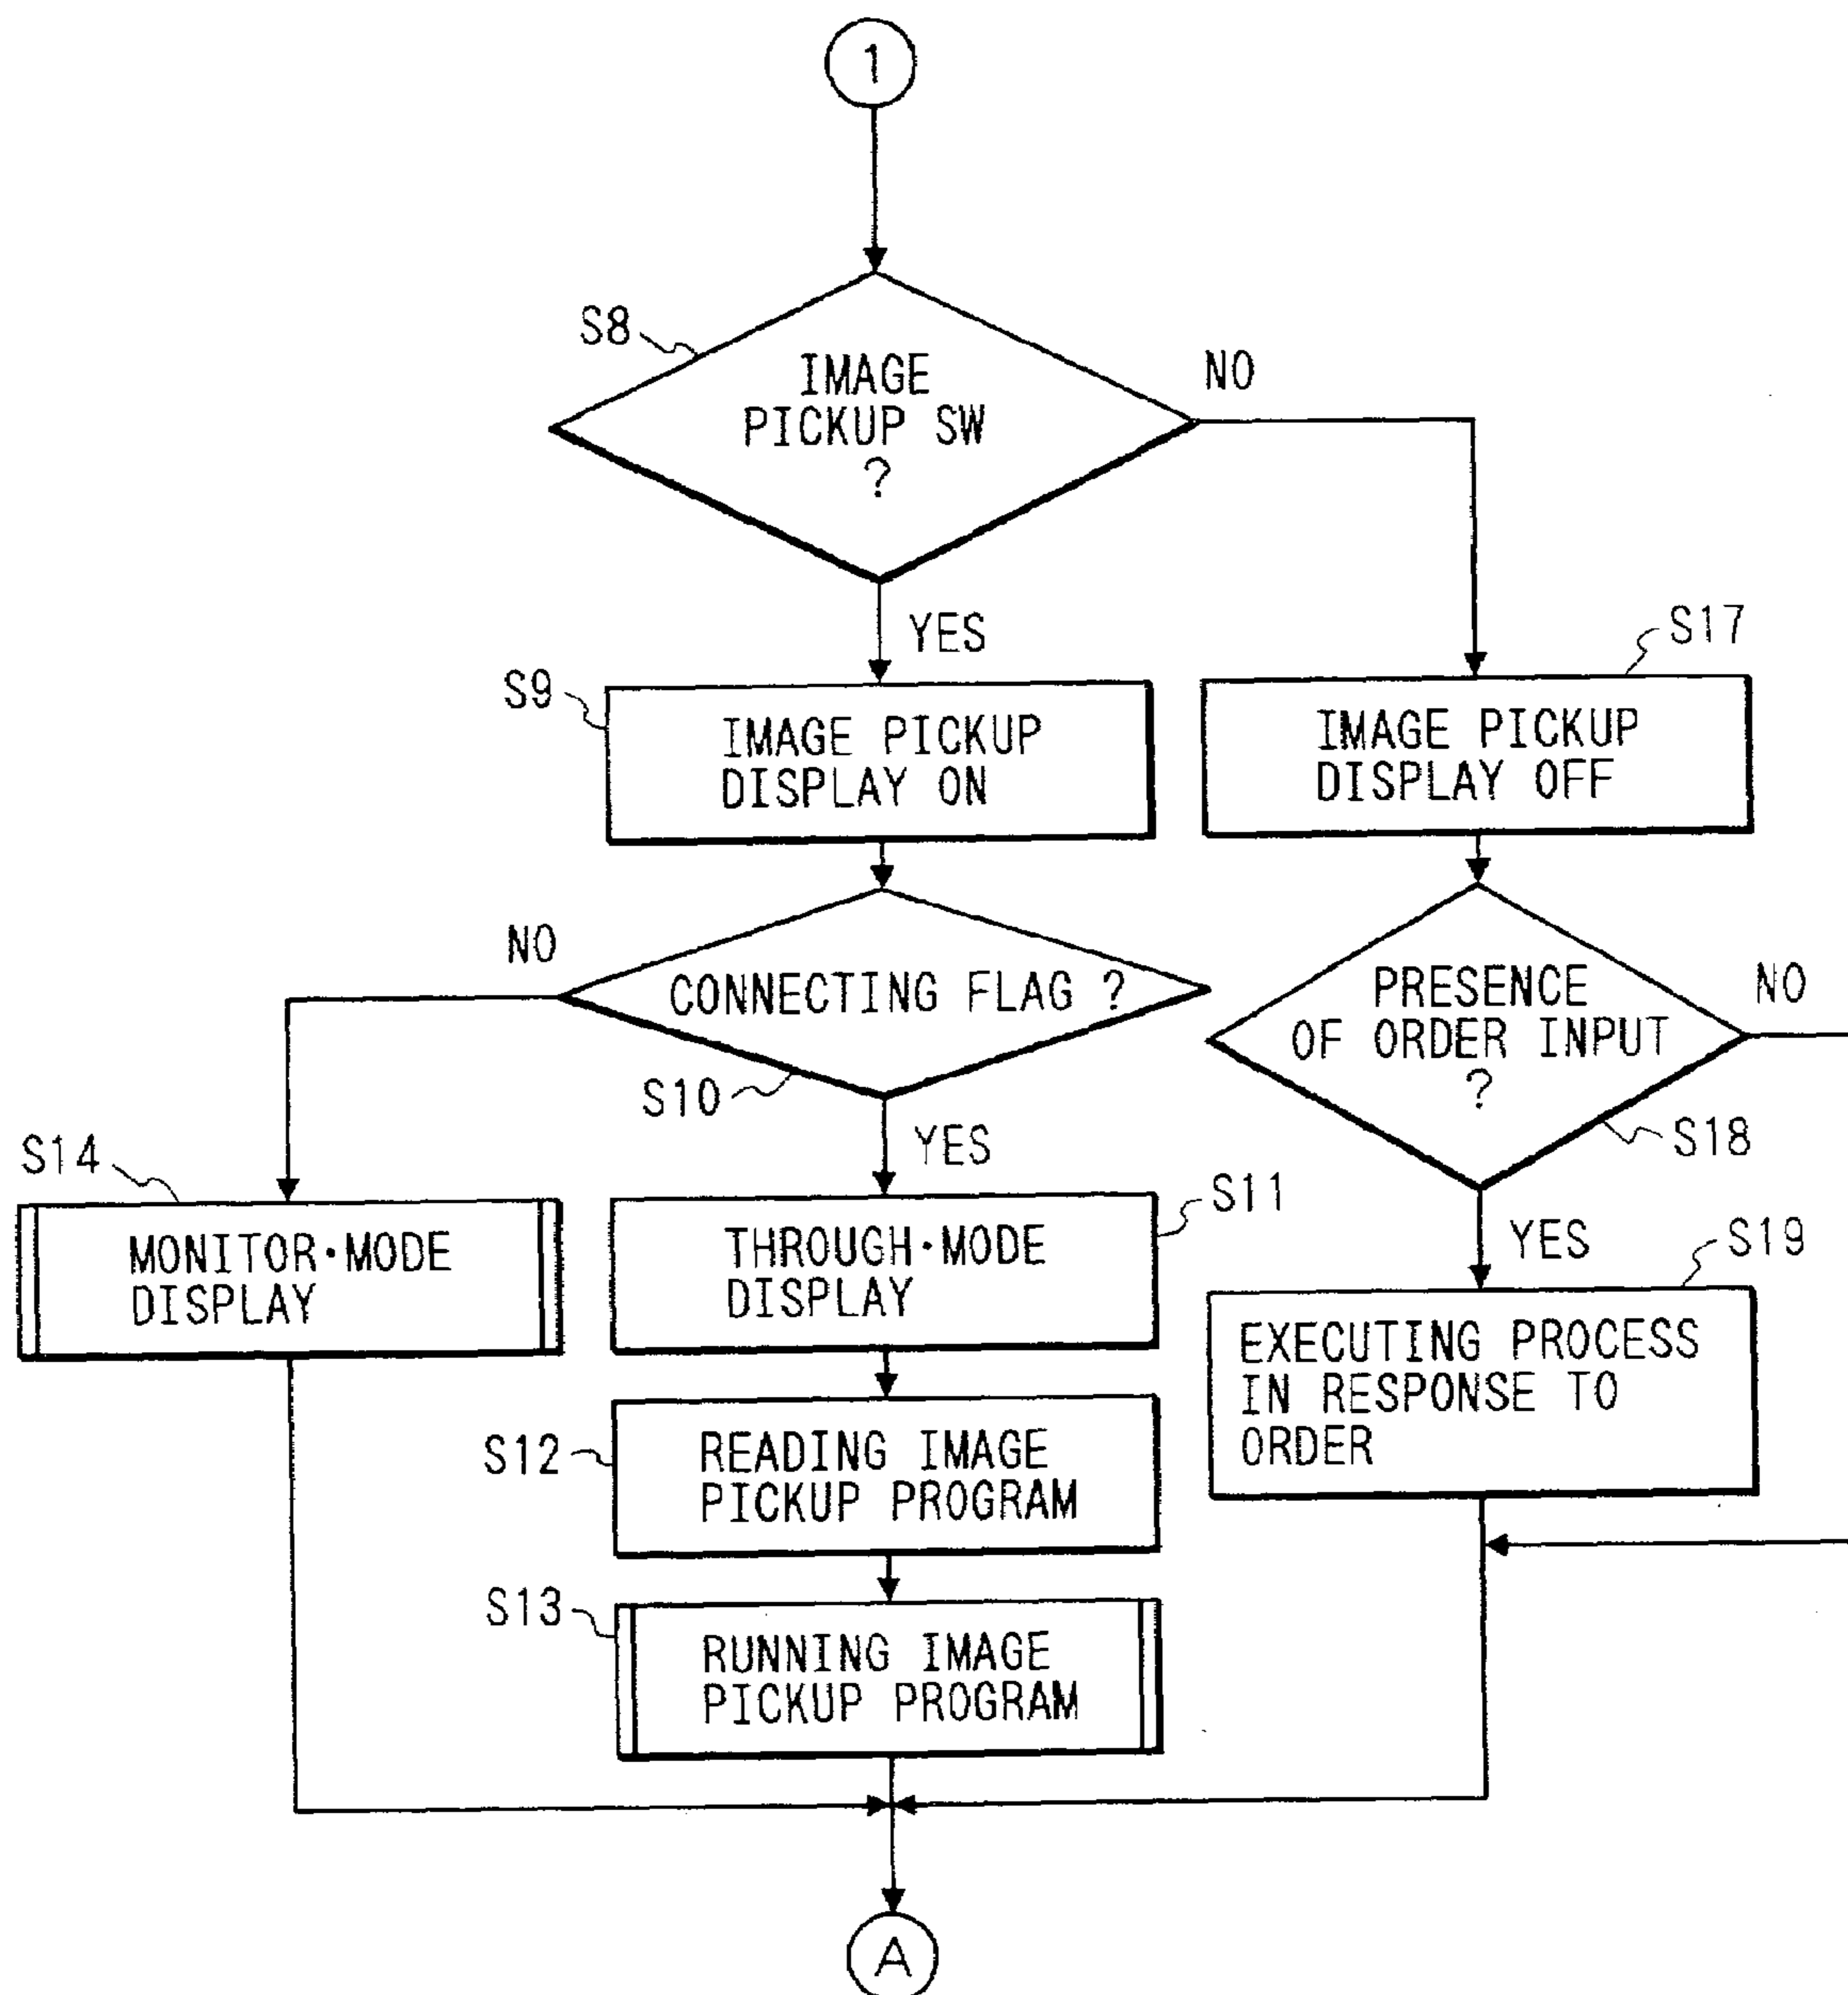 1
S8
IMAGE
PICKUP SW
?
NO
YES
S9
IMAGE PICKUP
DISPLAY ON
S17
IMAGE PICKUP
DISPLAY OFF
NO
CONNECTING FLAG ?
S10
YES
PRESENCE
OF ORDER INPUT
?
NO
S18
YES
S14
MONITOR·MODE
DISPLAY
S11
THROUGH·MODE
DISPLAY
S19
EXECUTING PROCESS
IN RESPONSE TO
ORDER
S12
READING IMAGE
PICKUP PROGRAM
S13
RUNNING IMAGE
PICKUP PROGRAM
A